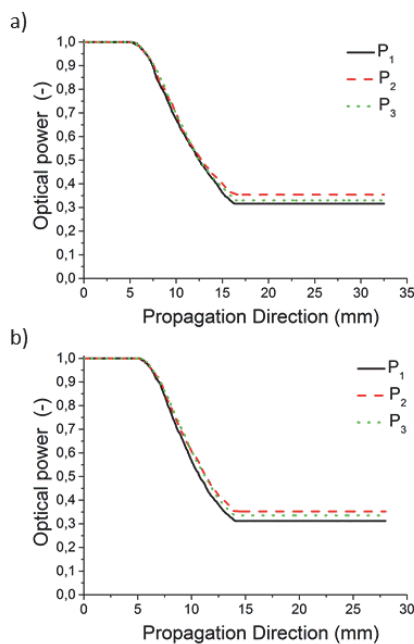 a)
1,0
0,9
0,8
0,7
0,6
0,5
0,4
0,3
0,2
0,1
0,0
Optical power (-)
P1
P2
P3
0 5 10 15 20 25 30 35
Propagation Direction (mm)
b)
1,0
0,9
0,8
0,7
0,6
0,5
0,4
0,3
0,2
0,1
0,0
Optical power (-)
P1
P2
P3
0 5 10 15 20 25 30
Propagation Direction (mm)